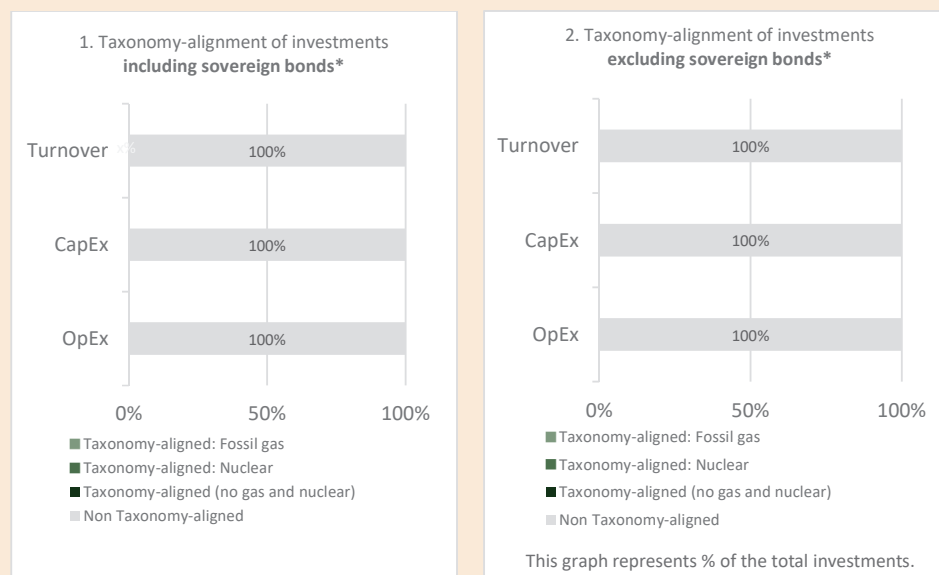 1. Taxonomy-alignment of investments
including sovereign bonds*
Turnover
100%
CapEx
100%
OpEx
100%
0% 50% 100%
Taxonomy-aligned: Fossil gas
Taxonomy-aligned: Nuclear
Taxonomy-aligned (no gas and nuclear)
Non Taxonomy-aligned
2. Taxonomy-alignment of investments
excluding sovereign bonds*
Turnover
100%
CapEx
100%
OpEx
100%
0% 50% 100%
Taxonomy-aligned: Fossil gas
Taxonomy-aligned: Nuclear
Taxonomy-aligned (no gas and nuclear)
Non Taxonomy-aligned
This graph represents % of the total investments.